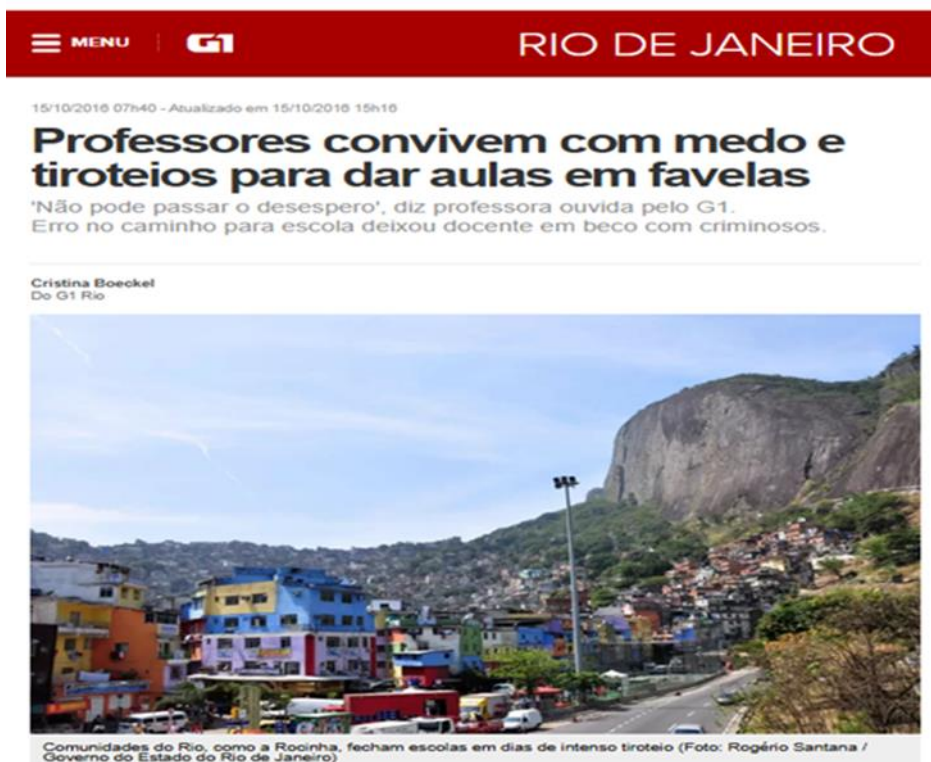 MENU G1 RIO DE JANEIRO
15/10/2016 07h40 - Atualizado em 15/10/2016 15h16
Professores convivem com medo e
tiroteios para dar aulas em favelas
'Não pode passar o desespero', diz professora ouvida pelo G1.
Erro no caminho para escola deixou docente em beco com criminosos.
Cristina Boeckel
Do G1 Rio
Comunidades do Rio, como a Rocinha, fecham escolas em dias de intenso tiroteio (Foto: Rogério Santana /
Governo do Estado do Rio de Janeiro)